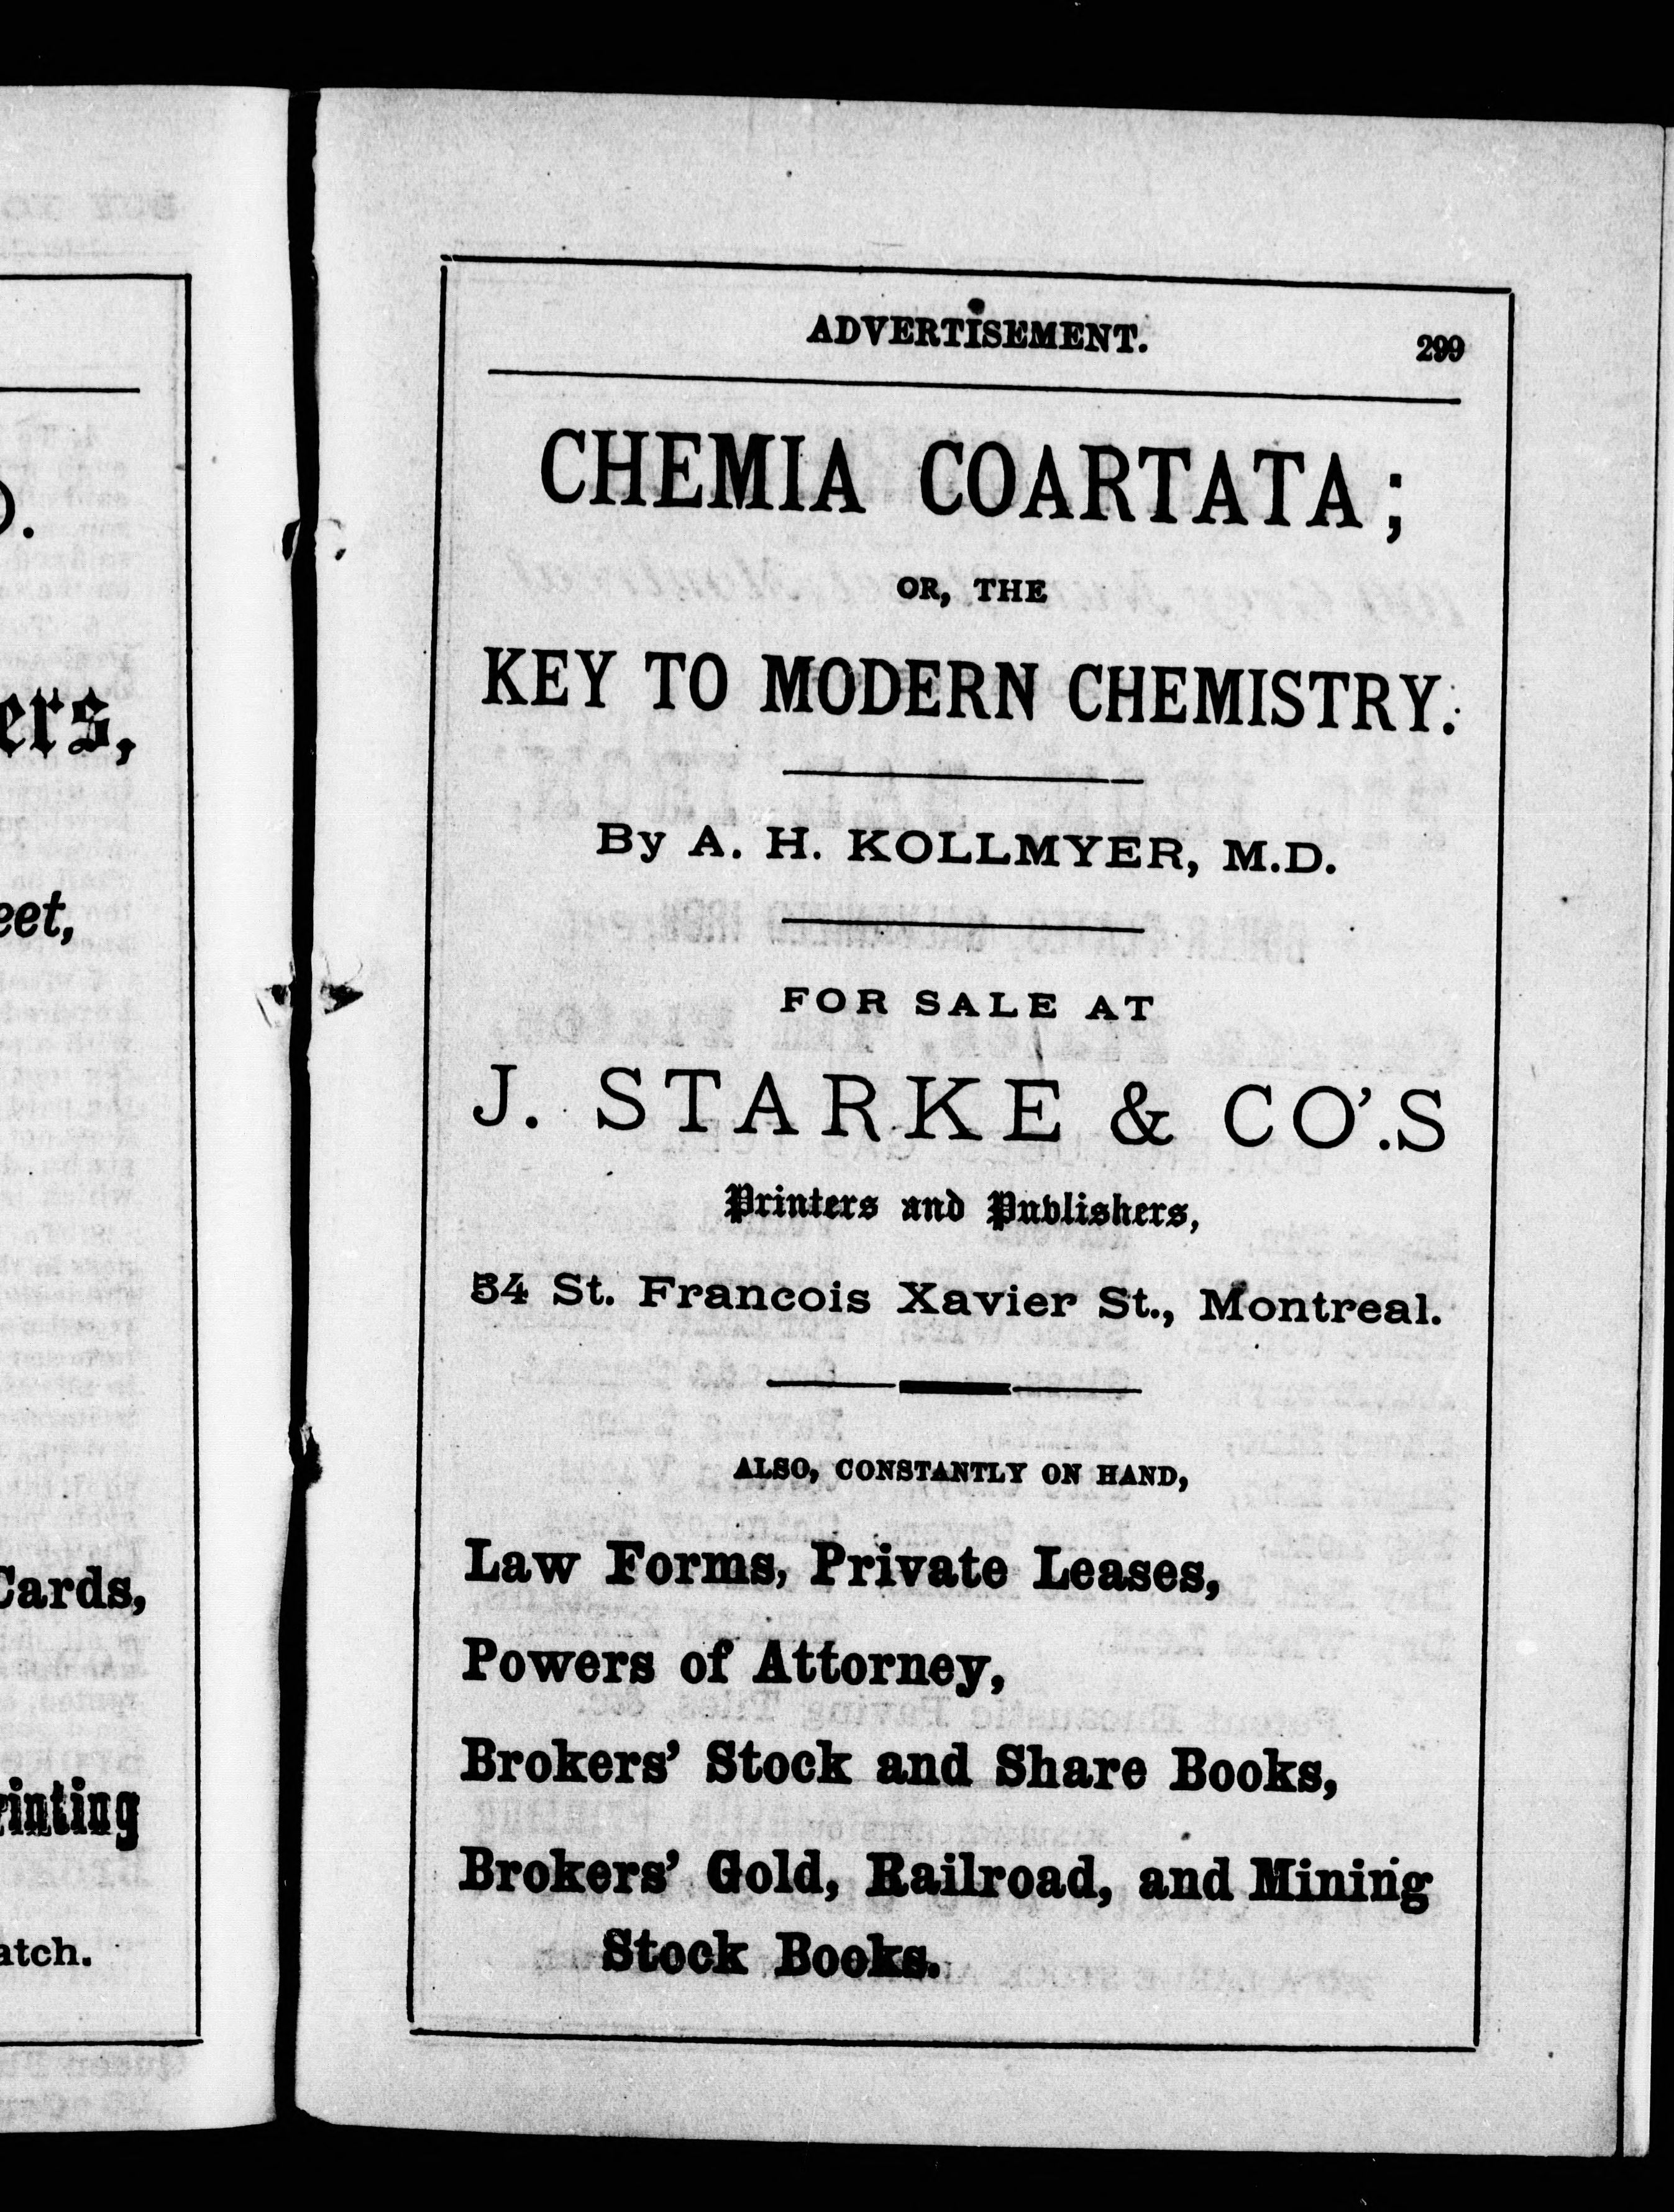 ADVERTISEMENT. 299
CHEMIA COARTATA;
OR, THE
KEY TO MODERN CHEMISTRY.
By A. H. KOLLMYER, M.D.
FOR SALE AT
J. STARKE & CO'.S
Printers and Publishers,
54 St. Francois Xavier St., Montreal.
ALSO, CONSTANTLY ON HAND,
Law Forms, Private Leases,
Powers of Attorney,
Brokers' Stock and Share Books,
Brokers' Gold, Railroad, and Mining
Stock Books.
Cards,